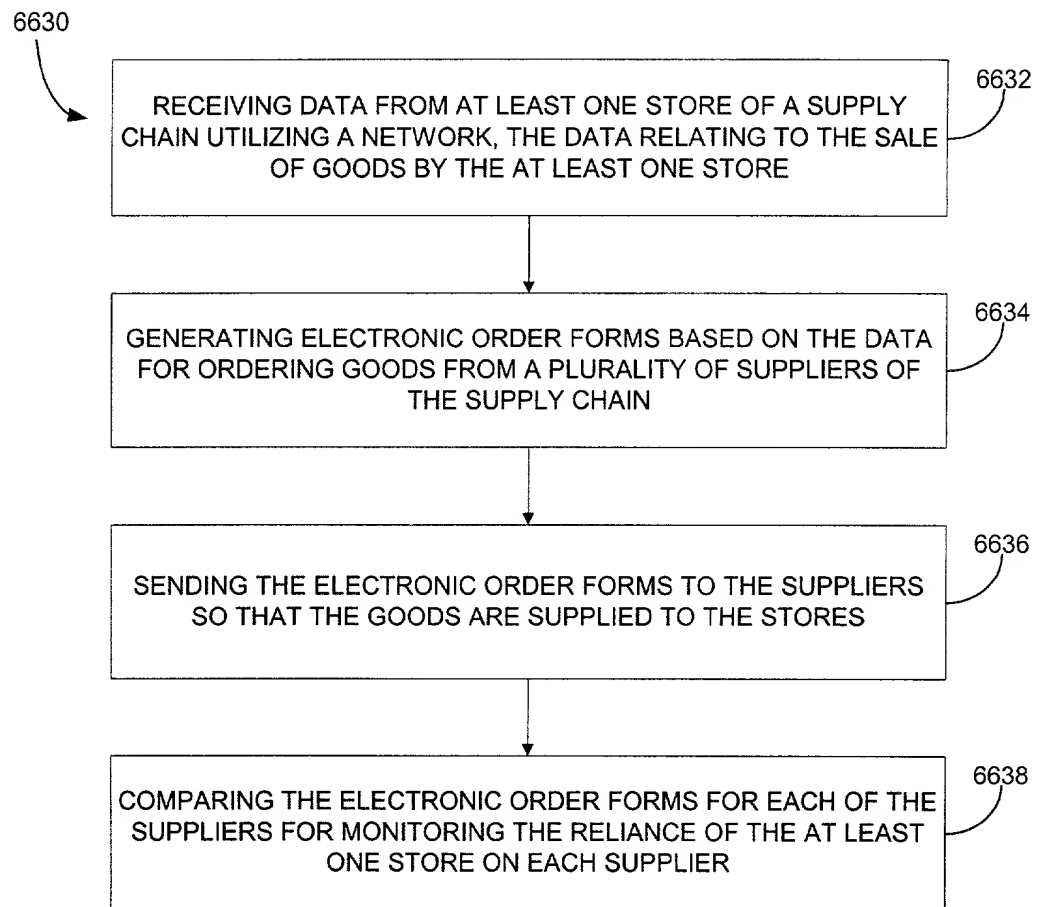 6630
6632
RECEIVING DATA FROM AT LEAST ONE STORE OF A SUPPLY
CHAIN UTILIZING A NETWORK, THE DATA RELATING TO THE SALE
OF GOODS BY THE AT LEAST ONE STORE
6634
GENERATING ELECTRONIC ORDER FORMS BASED ON THE DATA
FOR ORDERING GOODS FROM A PLURALITY OF SUPPLIERS OF
THE SUPPLY CHAIN
6636
SENDING THE ELECTRONIC ORDER FORMS TO THE SUPPLIERS
SO THAT THE GOODS ARE SUPPLIED TO THE STORES
6638
COMPARING THE ELECTRONIC ORDER FORMS FOR EACH OF THE
SUPPLIERS FOR MONITORING THE RELIANCE OF THE AT LEAST
ONE STORE ON EACH SUPPLIER